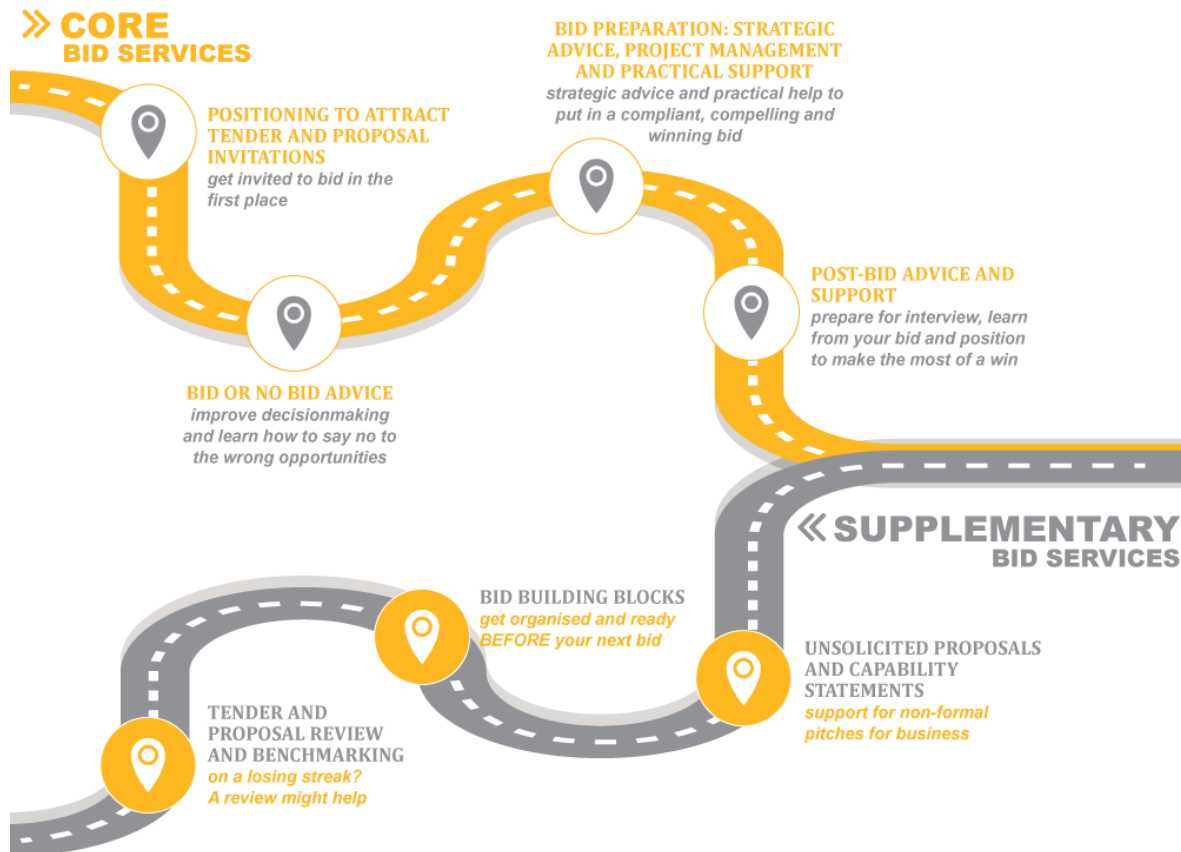 CORE
BID SERVICES
POSITIONING TO ATTRACT
TENDER AND PROPOSAL
INVITATIONS
get invited to bid in the
first place
BID OR NO BID ADVICE
improve decisionmaking
and learn how to say no to
the wrong opportunities
BID PREPARATION: STRATEGIC
ADVICE, PROJECT MANAGEMENT
AND PRACTICAL SUPPORT
strategic advice and practical help to
put in a compliant, compelling and
winning bid
POST-BID ADVICE AND
SUPPORT
prepare for interview, learn
from your bid and position
to make the most of a win
SUPPLEMENTARY
BID SERVICES
UNSOLICITED PROPOSALS
AND CAPABILITY
STATEMENTS
support for non-formal
pitches for business
BID BUILDING BLOCKS
get organised and ready
BEFORE your next bid
TENDER AND
PROPOSAL REVIEW
AND BENCHMARKING
on a losing streak?
A review might help